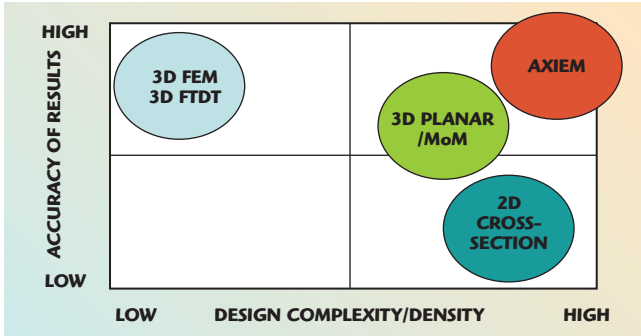 HIGH
ACCURACY OF RESULTS
LOW
3D FEM
3D FTDT
AXIEM
3D PLANAR
/MoM
2D
CROSS-
SECTION
LOW
DESIGN COMPLEXITY/DENSITY
HIGH